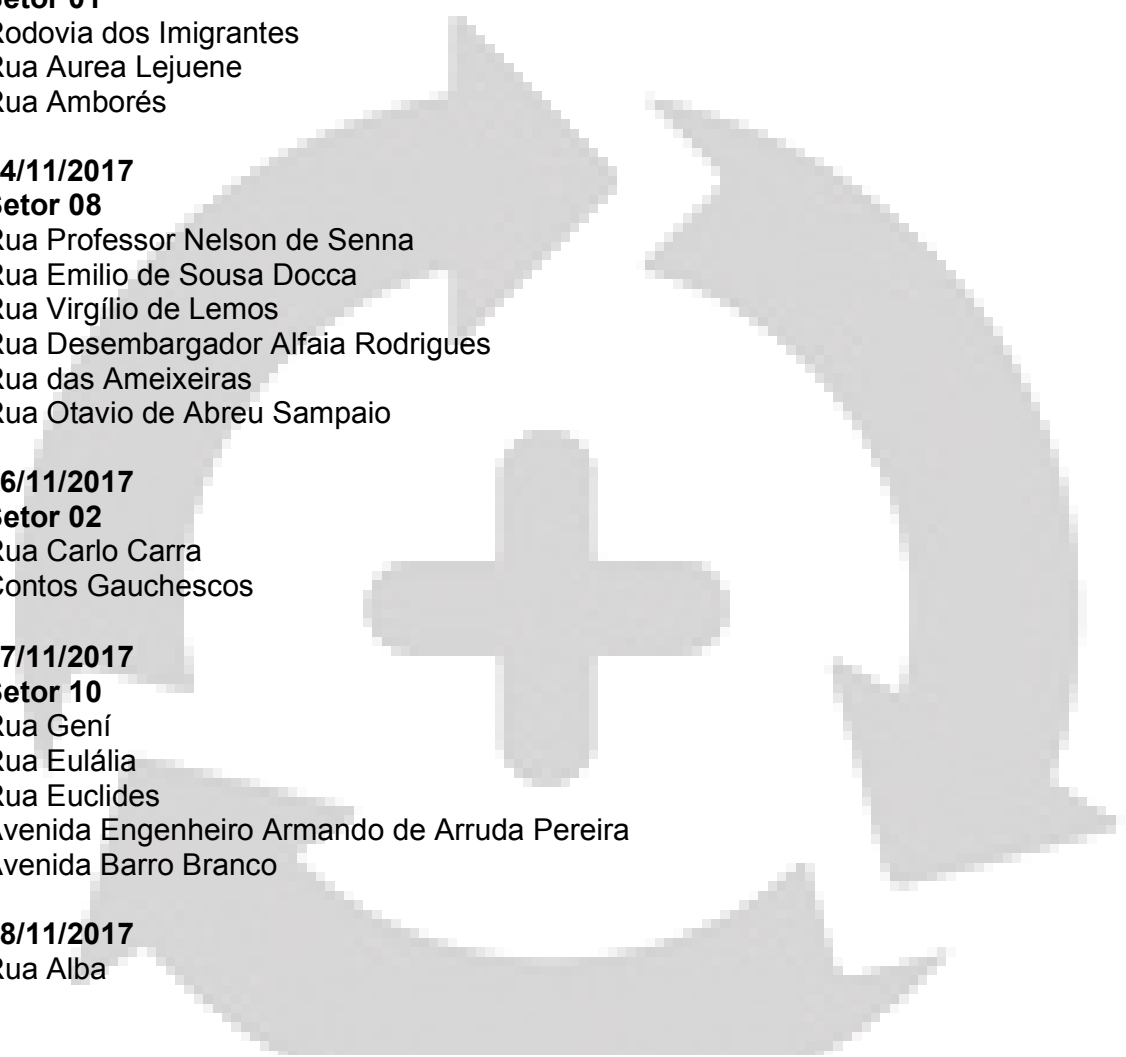 Setor 01
Rodovia dos Imigrantes
Rua Aurea Lejuene
Rua Amborés
4/11/2017
Setor 08
Rua Professor Nelson de Senna
Rua Emilio de Sousa Docca
Rua Virgílio de Lemos
Rua Desembargador Alfaia Rodrigues
Rua das Ameixeiras
Rua Otavio de Abreu Sampaio
6/11/2017
Setor 02
Rua Carlo Carra
Contos Gauchescos
7/11/2017
Setor 10
Rua Gení
Rua Eulália
Rua Euclides
Avenida Engenheiro Armando de Arruda Pereira
Avenida Barro Branco
8/11/2017
Rua Alba